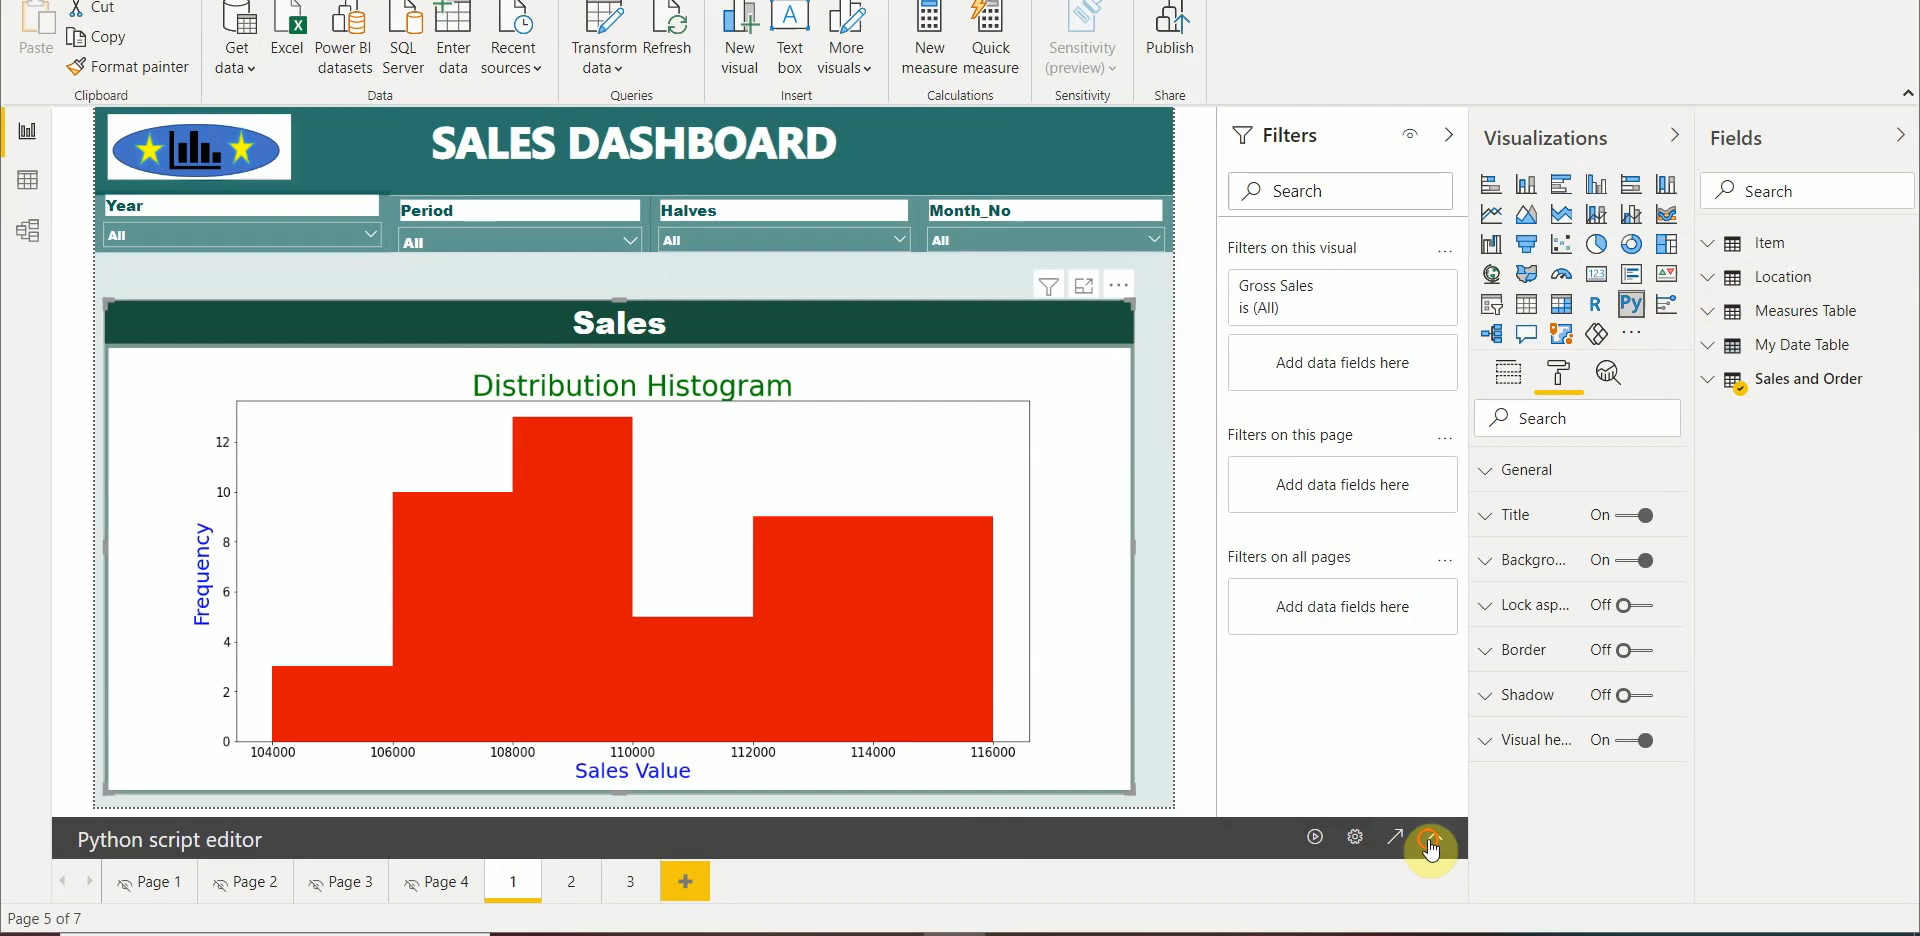 Paste
Cut
Copy
Format painter
Clipboard
Get data
Excel
Power BI datasets
SQL Server
Enter data
Recent sources
Data
Transform data
Refresh
Queries
New visual
A
Text box
More visuals
Insert
New measure
Quick measure
Calculations
Sensitivity (preview)
Sensitivity
Publish
Share
SALES DASHBOARD
Year
All
Period
All
Halves
All
Month_No
All
Sales
Distribution Histogram
Frequency
12
10
8
6
4
2
0
104000 106000 108000 110000 112000 114000 116000
Sales Value
Filters
Search
Filters on this visual
...
Gross Sales
is (All)
Add data fields here
Filters on this page
...
Add data fields here
Filters on all pages
...
Add data fields here
Visualizations
123
R
Py
...
Search
General
Title On
Backgro... On
Lock asp... Off
Border Off
Shadow Off
Visual he... On
Fields
Search
Item
Location
Measures Table
My Date Table
Sales and Order
Python script editor
Page 1
Page 2
Page 3
Page 4
1
2
3
+
Page 5 of 7